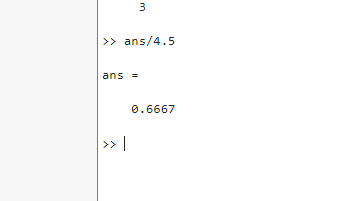 3
>> ans/4.5
ans =
0.6667
>>